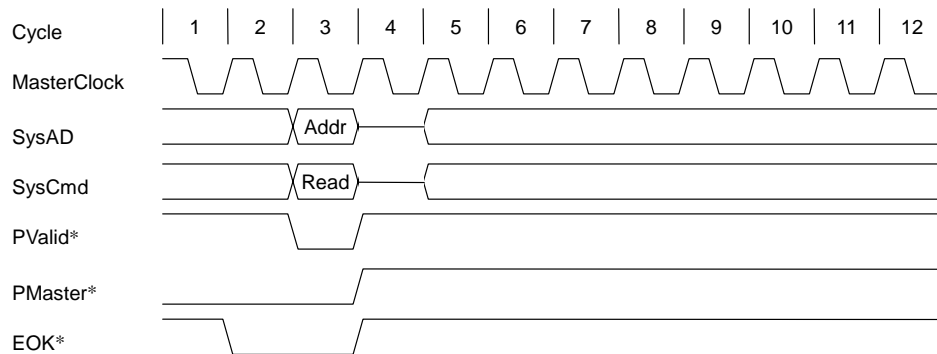 Cycle 1 2 3 4 5 6 7 8 9 10 11 12
MasterClock
SysAD Addr
SysCmd Read
PValid*
PMaster*
EOK*